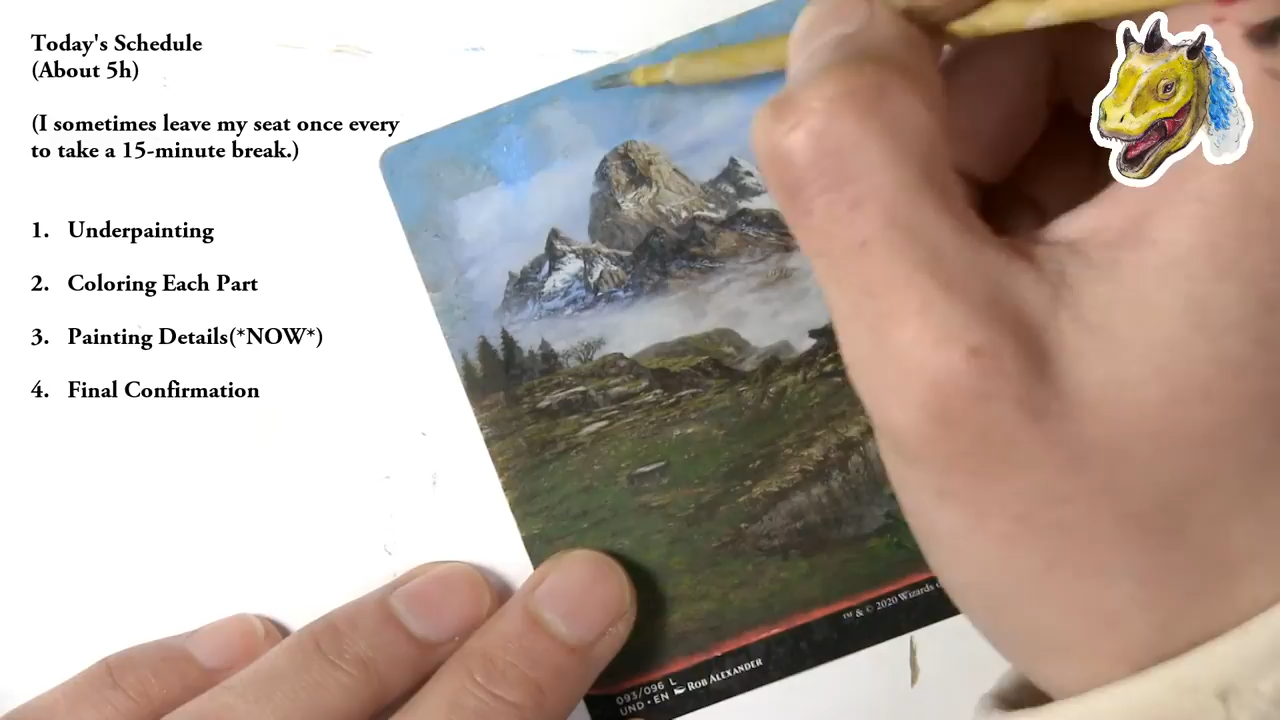 Today's Schedule
(About 5h)
(I sometimes leave my seat once every
to take a 15-minute break.)
1. Underpainting
2. Coloring Each Part
3. Painting Details(*NOW*)
4. Final Confirmation
™ & © 2020 Wizards
093/096 L
UND • EN ROB ALEXANDER